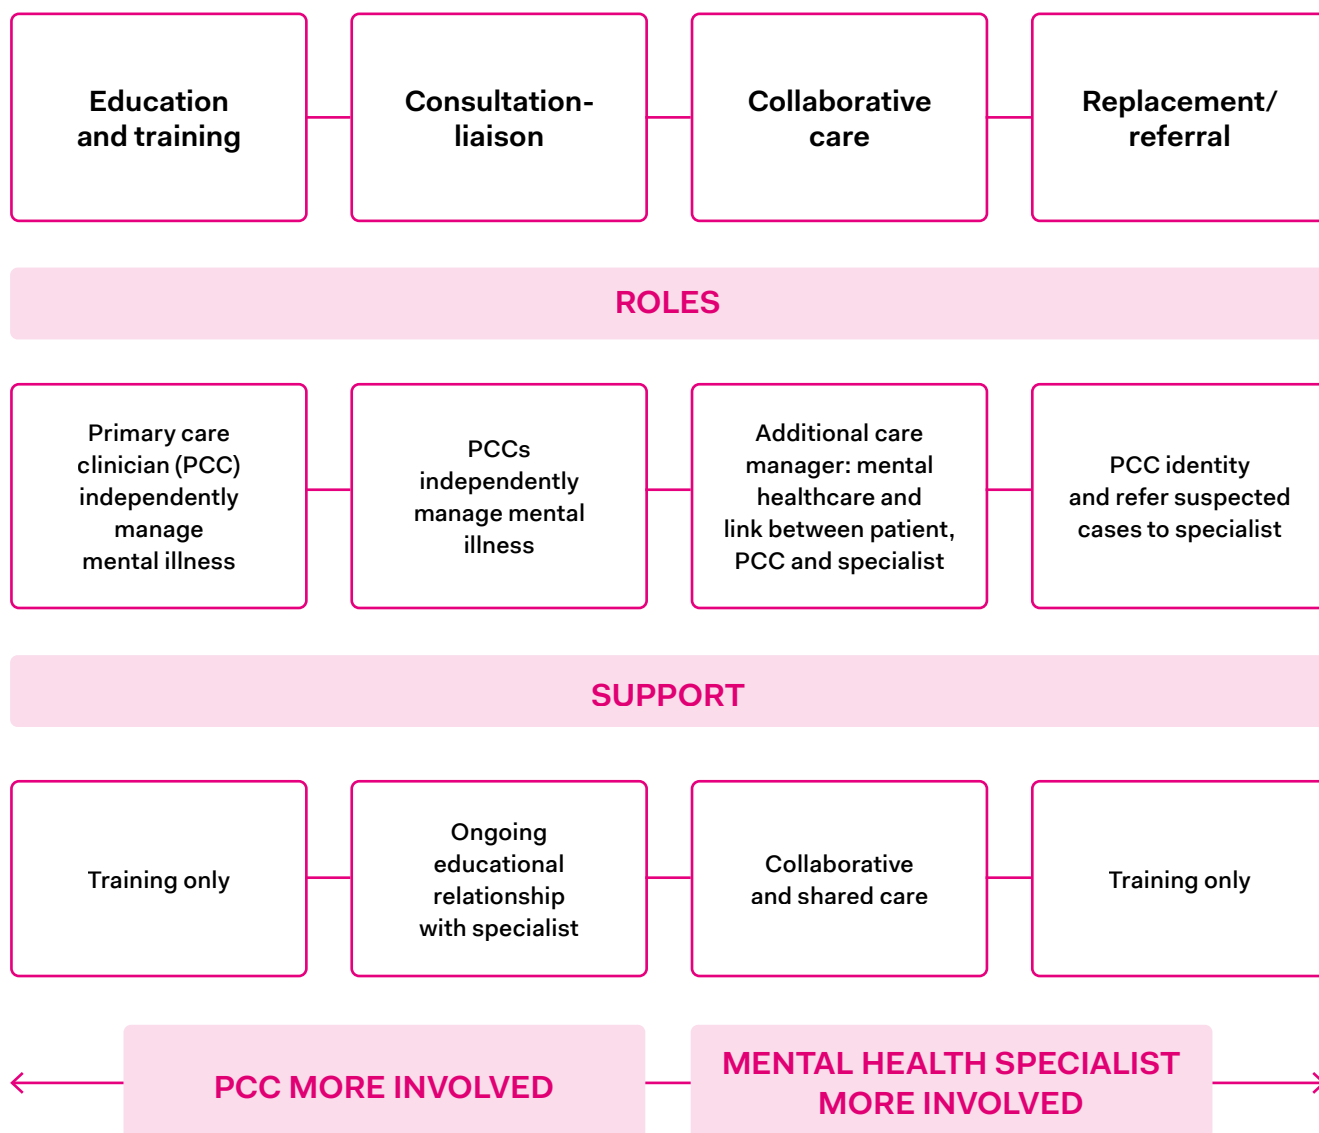 Education
and training
Consultation-
liaison
Collaborative
care
Replacement/
referral
ROLES
Primary care
clinician (PCC)
independently
manage
mental illness
PCCs
independently
manage mental
illness
Additional care
manager: mental
healthcare and
link between patient,
PCC and specialist
PCC identity
and refer suspected
cases to specialist
SUPPORT
Training only
Ongoing
educational
relationship
with specialist
Collaborative
and shared care
Training only
PCC MORE INVOLVED
MENTAL HEALTH SPECIALIST
MORE INVOLVED